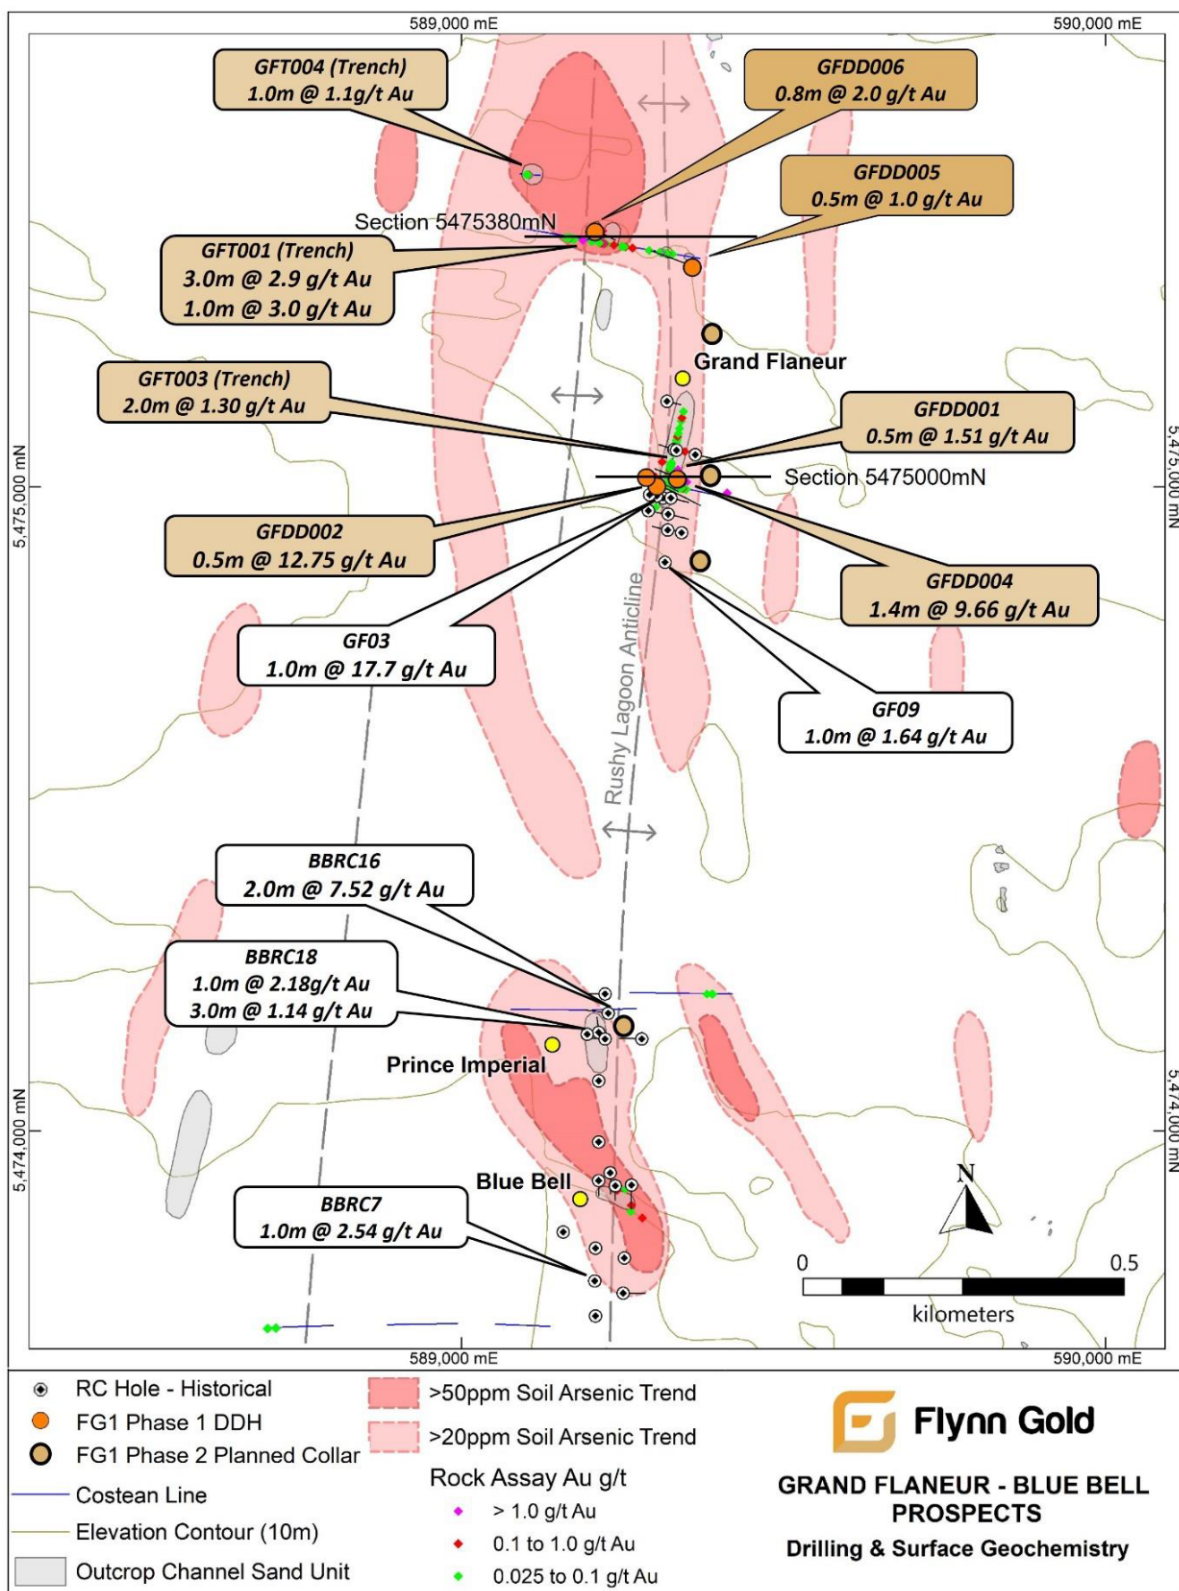 589,000 mE
590,000 mE
GFT004 (Trench)
1.0m @ 1.1g/t Au
GFDD006
0.8m @ 2.0 g/t Au
GFDD005
0.5m @ 1.0 g/t Au
Section 5475380mN
GFT001 (Trench)
3.0m @ 2.9 g/t Au
1.0m @ 3.0 g/t Au
Grand Flaneur
GFT003 (Trench)
2.0m @ 1.30 g/t Au
GFDD001
0.5m @ 1.51 g/t Au
5,475,000 mN
5,475,000 mN
Section 5475000mN
GFDD002
0.5m @ 12.75 g/t Au
GFDD004
1.4m @ 9.66 g/t Au
GF03
1.0m @ 17.7 g/t Au
Rushy Lagoon Anticline
GF09
1.0m @ 1.64 g/t Au
BBRC16
2.0m @ 7.52 g/t Au
BBRC18
1.0m @ 2.18g/t Au
3.0m @ 1.14 g/t Au
Prince Imperial
5,474,000 mN
5,474,000 mN
Blue Bell
BBRC7
1.0m @ 2.54 g/t Au
N
0 0.5
kilometers
589,000 mE
590,000 mE
RC Hole - Historical
FG1 Phase 1 DDH
FG1 Phase 2 Planned Collar
Costean Line
Elevation Contour (10m)
Outcrop Channel Sand Unit
>50ppm Soil Arsenic Trend
>20ppm Soil Arsenic Trend
Rock Assay Au g/t
> 1.0 g/t Au
0.1 to 1.0 g/t Au
0.025 to 0.1 g/t Au
Flynn Gold
GRAND FLANEUR - BLUE BELL
PROSPECTS
Drilling & Surface Geochemistry